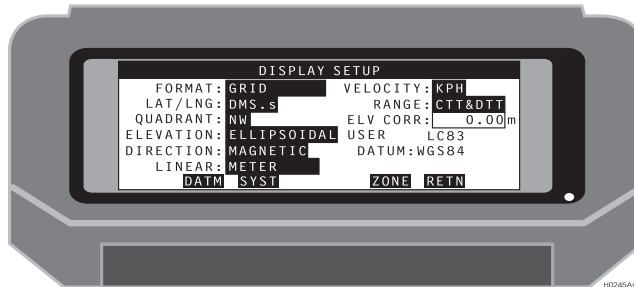 DISPLAY SETUP
FORMAT: GRID VELOCITY: KPH
LAT/LNG: DMS.s RANGE: CTT&DTT
QUADRANT: NW ELV CORR: 0.00m
ELEVATION: ELLIPSOIDAL USER LC83
DIRECTION: MAGNETIC DATUM:WGS84
LINEAR: METER
DATM SYST ZONE RETN
H0245A0